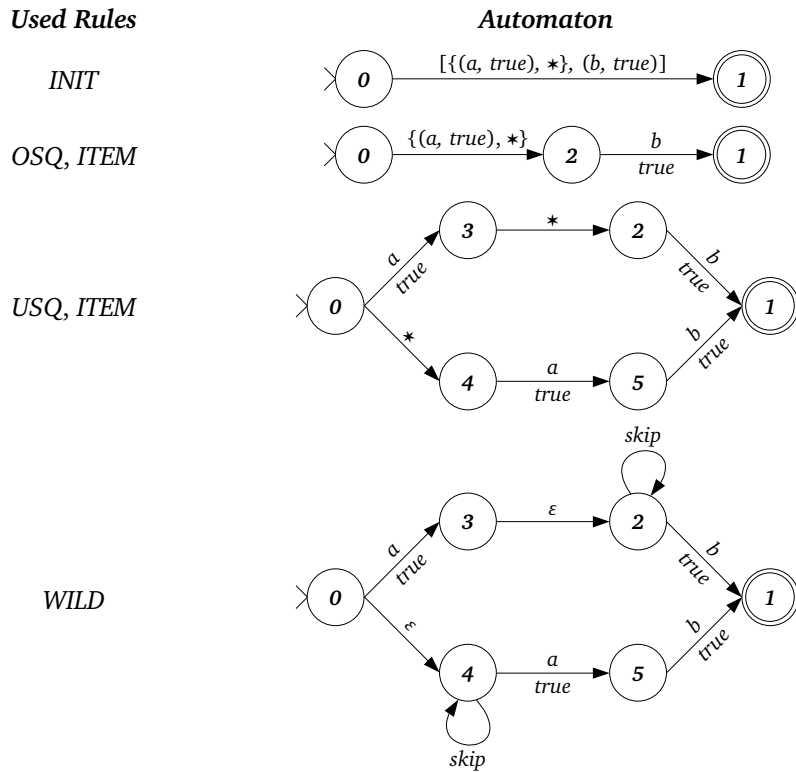 Used Rules Automaton
INIT
0 [{(a, true), ✶}, (b, true)] 1
OSQ, ITEM
0 {(a, true), ✶} 2 b true 1
USQ, ITEM
3 ✶ 2
a true
b true
0 1
✶
b true
4 a true 5
WILD
skip
3 ε 2
a true
b true
0 1
ε
b true
4 a true 5
skip